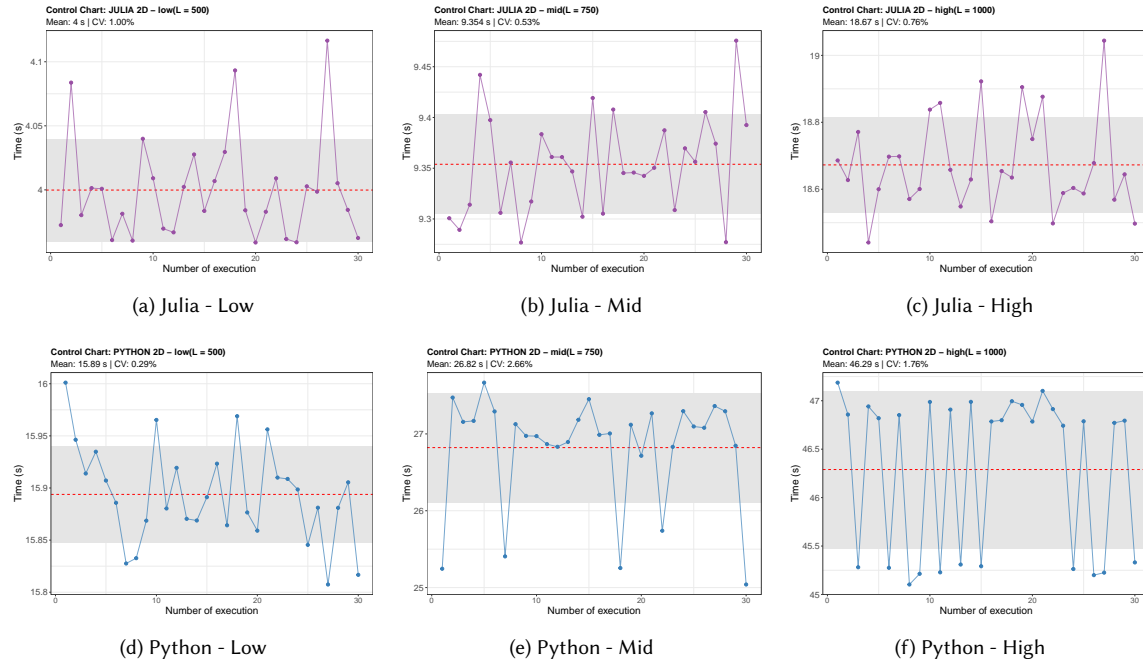 Control Chart: JULIA 2D – low(L = 500)
Mean: 4 s | CV: 1.00%
4.1
4.05
4
Time (s)
0
10
20
30
Number of execution
(a) Julia - Low
Control Chart: JULIA 2D – mid(L = 750)
Mean: 9.354 s | CV: 0.53%
9.4
9.3
Time (s)
0
10
20
30
Number of execution
(b) Julia - Mid
Control Chart: JULIA 2D – high(L = 1000)
Mean: 18.67 s | CV: 0.76%
19
18.8
18.6
Time (s)
0
10
20
30
Number of execution
(c) Julia - High
Control Chart: PYTHON 2D – low(L = 500)
Mean: 15.89 s | CV: 0.29%
16
15.95
15.9
15.85
15.8
Time (s)
0
10
20
30
Number of execution
(d) Python - Low
Control Chart: PYTHON 2D – mid(L = 750)
Mean: 26.82 s | CV: 2.66%
27
26
25
Time (s)
0
10
20
30
Number of execution
(e) Python - Mid
Control Chart: PYTHON 2D – high(L = 1000)
Mean: 46.29 s | CV: 1.76%
47
46.5
46
45.5
45
Time (s)
0
10
20
30
Number of execution
(f) Python - High